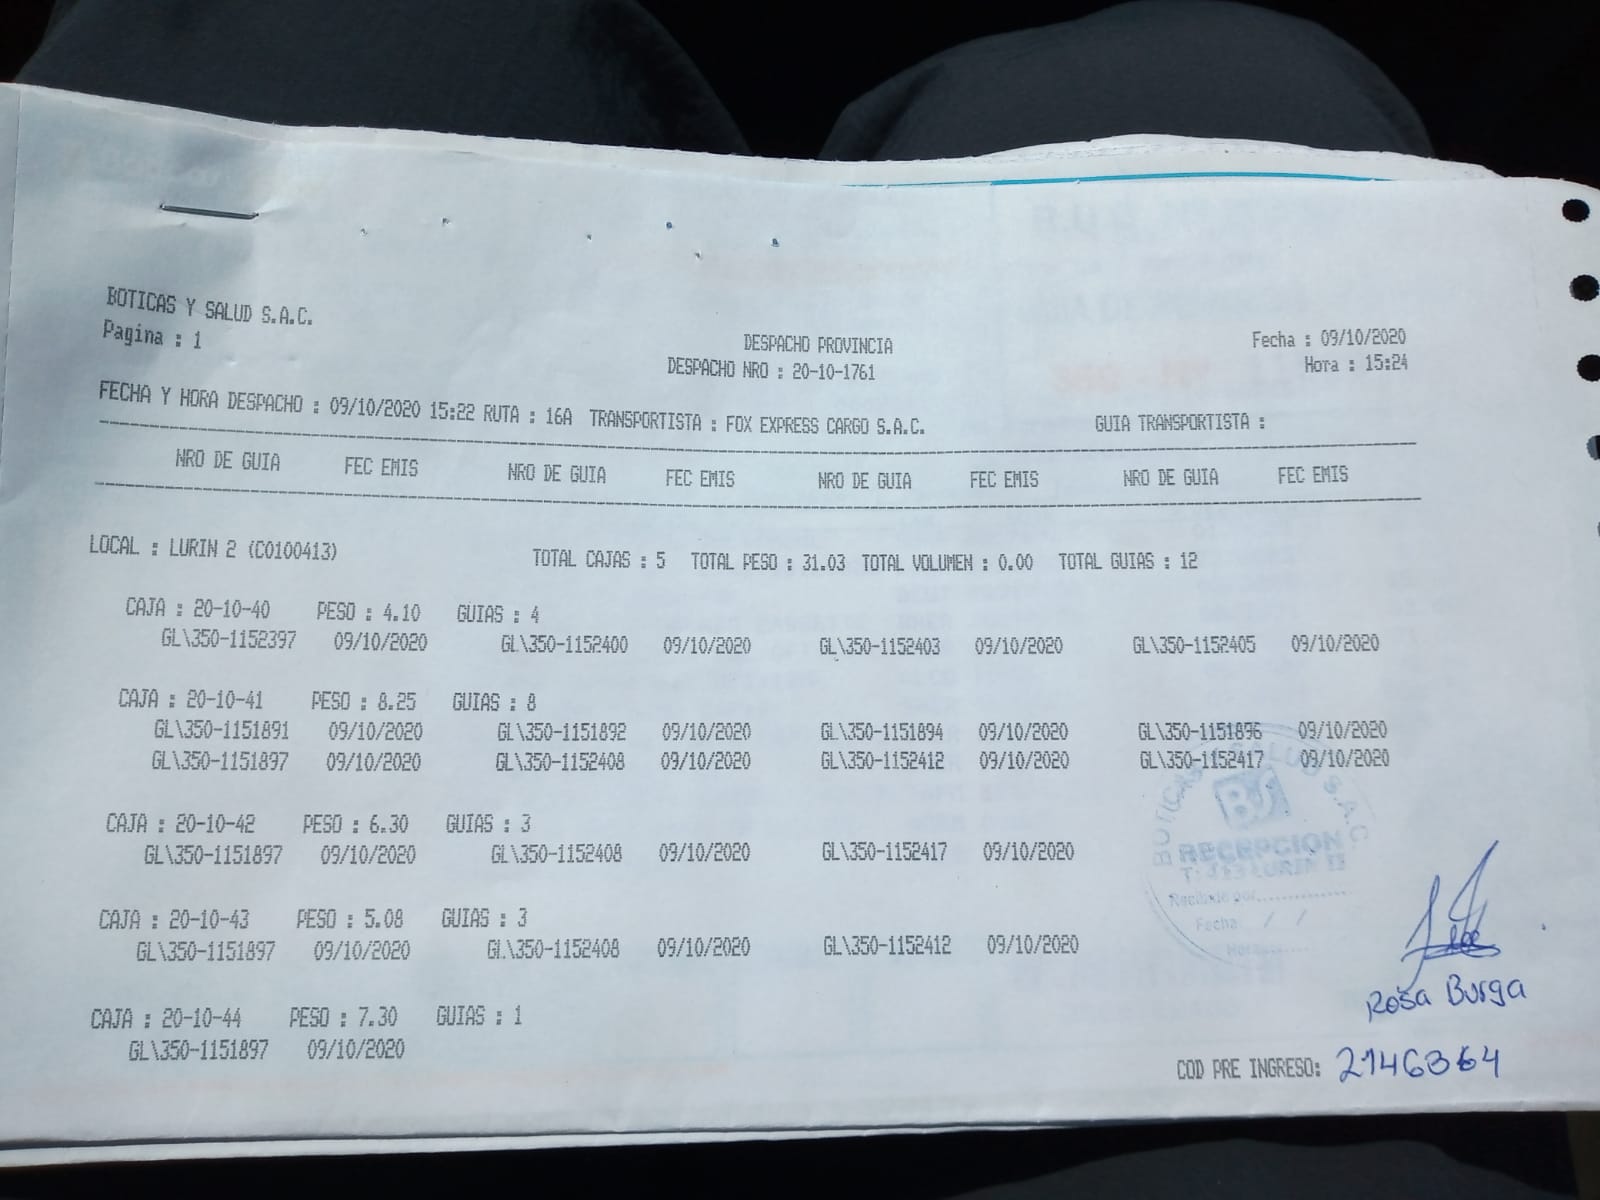 BOTICAS Y SALUD S.A.C.
Pagina : 1
DESPACHO PROVINCIA
DESPACHO NRO : 20-10-1761
Fecha : 09/10/2020
Hora : 15:24
FECHA Y HORA DESPACHO : 09/10/2020 15:22 RUTA : 16A TRANSPORTISTA : FOX EXPRESS CARGO S.A.C. GUIA TRANSPORTISTA :
NRO DE GUIA FEC EMIS NRO DE GUIA FEC EMIS NRO DE GUIA FEC EMIS NRO DE GUIA FEC EMIS
LOCAL : LURIN 2 (C0100413) TOTAL CAJAS : 5 TOTAL PESO : 31.03 TOTAL VOLUMEN : 0.00 TOTAL GUIAS : 12
CAJA : 20-10-40 PESO : 4.10 GUIAS : 4
GL\350-1152397 09/10/2020 GL\350-1152400 09/10/2020 GL\350-1152403 09/10/2020 GL\350-1152405 09/10/2020
CAJA : 20-10-41 PESO : 8.25 GUIAS : 8
GL\350-1151891 09/10/2020 GL\350-1151892 09/10/2020 GL\350-1151894 09/10/2020 GL\350-1151896 09/10/2020
GL\350-1151897 09/10/2020 GL\350-1152408 09/10/2020 GL\350-1152412 09/10/2020 GL\350-1152417 09/10/2020
CAJA : 20-10-42 PESO : 6.30 GUIAS : 3
GL\350-1151897 09/10/2020 GL\350-1152408 09/10/2020 GL\350-1152417 09/10/2020
CAJA : 20-10-43 PESO : 5.08 GUIAS : 3
GL\350-1151897 09/10/2020 GL\350-1152408 09/10/2020 GL\350-1152412 09/10/2020
CAJA : 20-10-44 PESO : 7.30 GUIAS : 1
GL\350-1151897 09/10/2020
BOTICAS Y SALUD S.A.C
BS
RECEPCION
Recibido por
Fecha / /
Hora
Rosa Burga
COD PRE INGRESO: 2146364